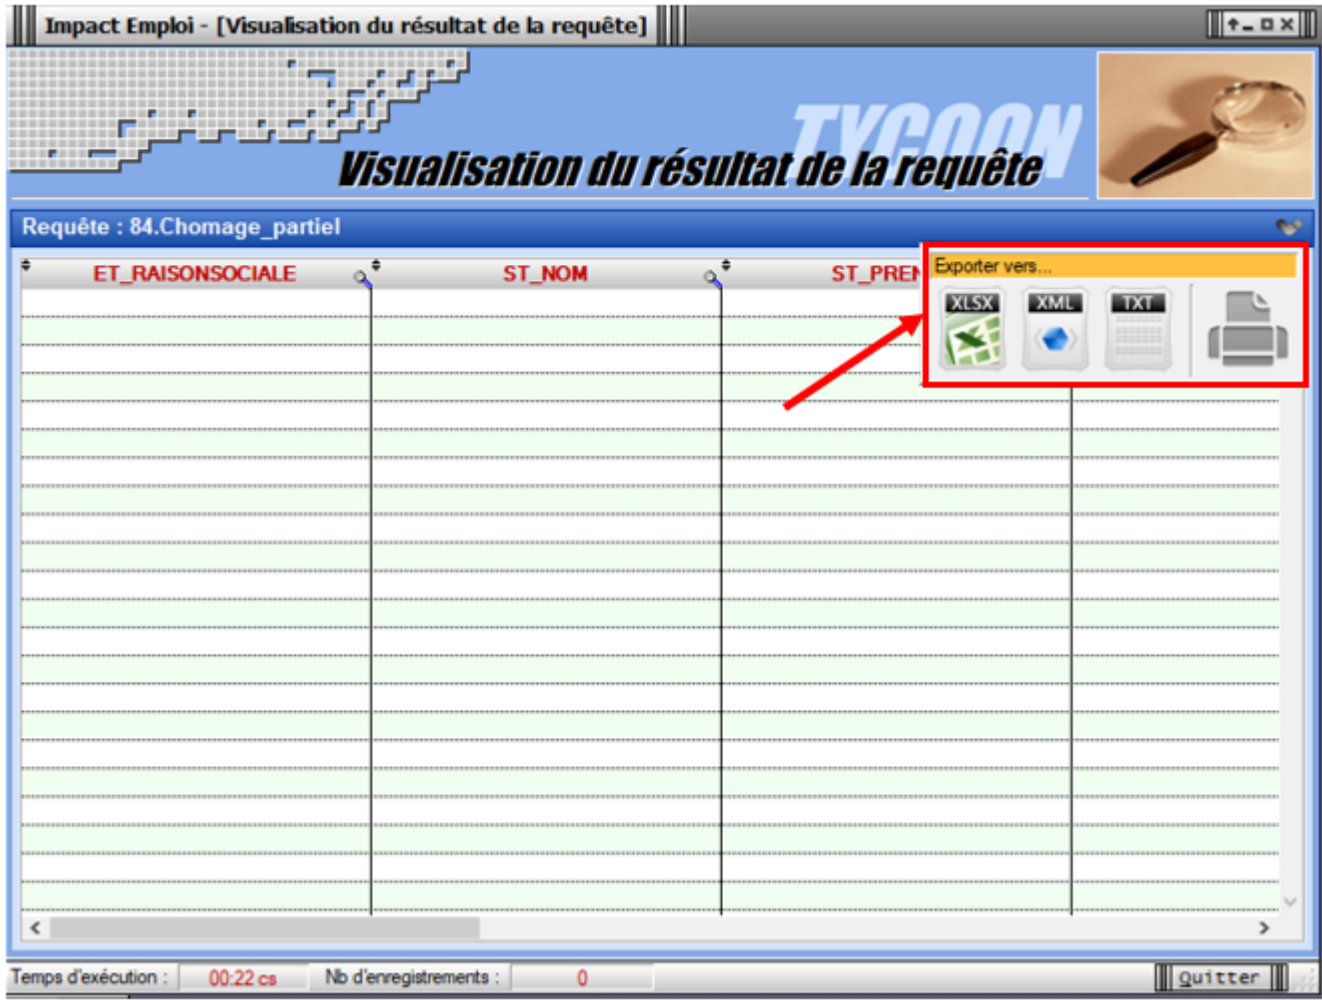 Impact Emploi - [Visualisation du résultat de la requête]
TYCOON
Visualisation du résultat de la requête
Requête : 84.Chomage_partiel
ET_RAISONSOCIALE
ST_NOM
ST_PREN
Exporter vers...
XLSX
XML
TXT
Temps d'exécution : 00:22 cs Nb d'enregistrements : 0 Quitter